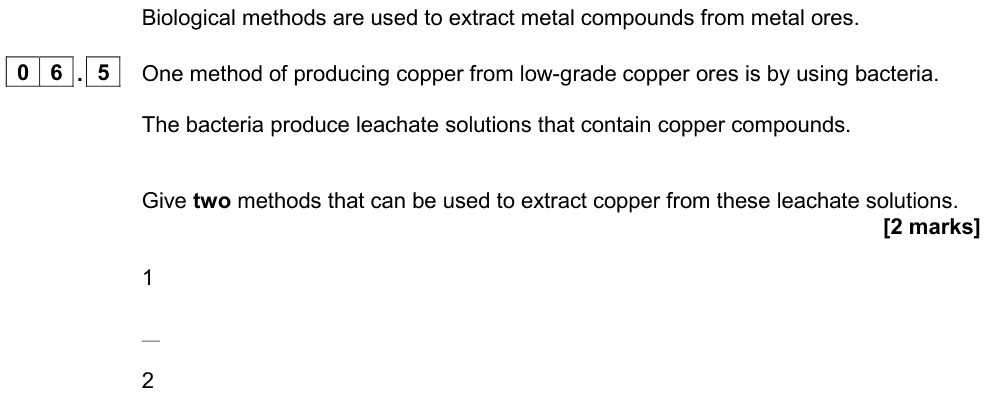 Biological methods are used to extract metal compounds from metal ores.
0 6 . 5 One method of producing copper from low-grade copper ores is by using bacteria.
The bacteria produce leachate solutions that contain copper compounds.
Give two methods that can be used to extract copper from these leachate solutions.
[2 marks]
1
2